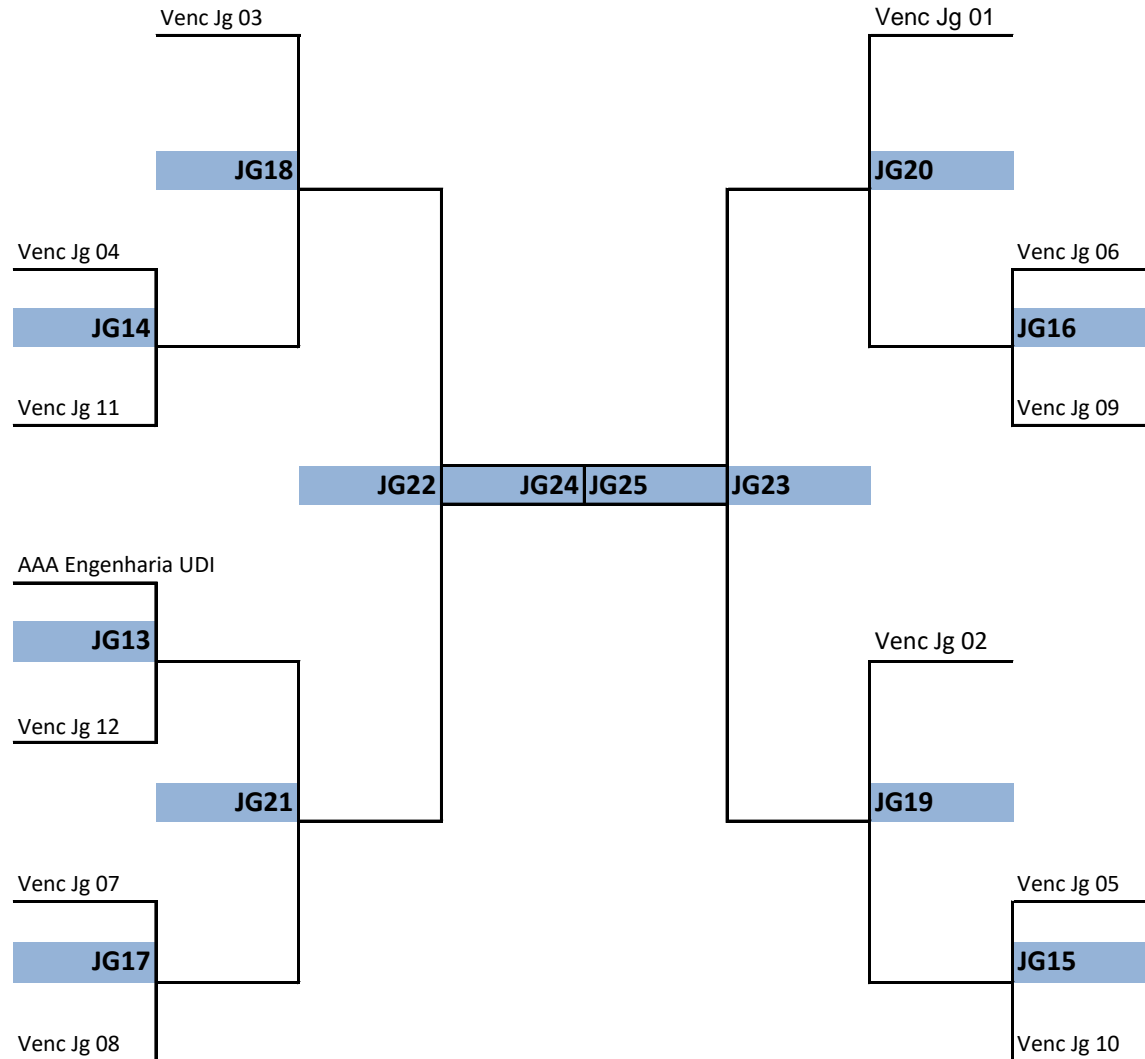 Venc Jg 03
Venc Jg 01
JG18
JG20
Venc Jg 04
Venc Jg 06
JG14
JG16
Venc Jg 11
Venc Jg 09
JG22
JG24
JG25
JG23
AAA Engenharia UDI
JG13
Venc Jg 02
Venc Jg 12
JG21
JG19
Venc Jg 07
Venc Jg 05
JG17
JG15
Venc Jg 08
Venc Jg 10